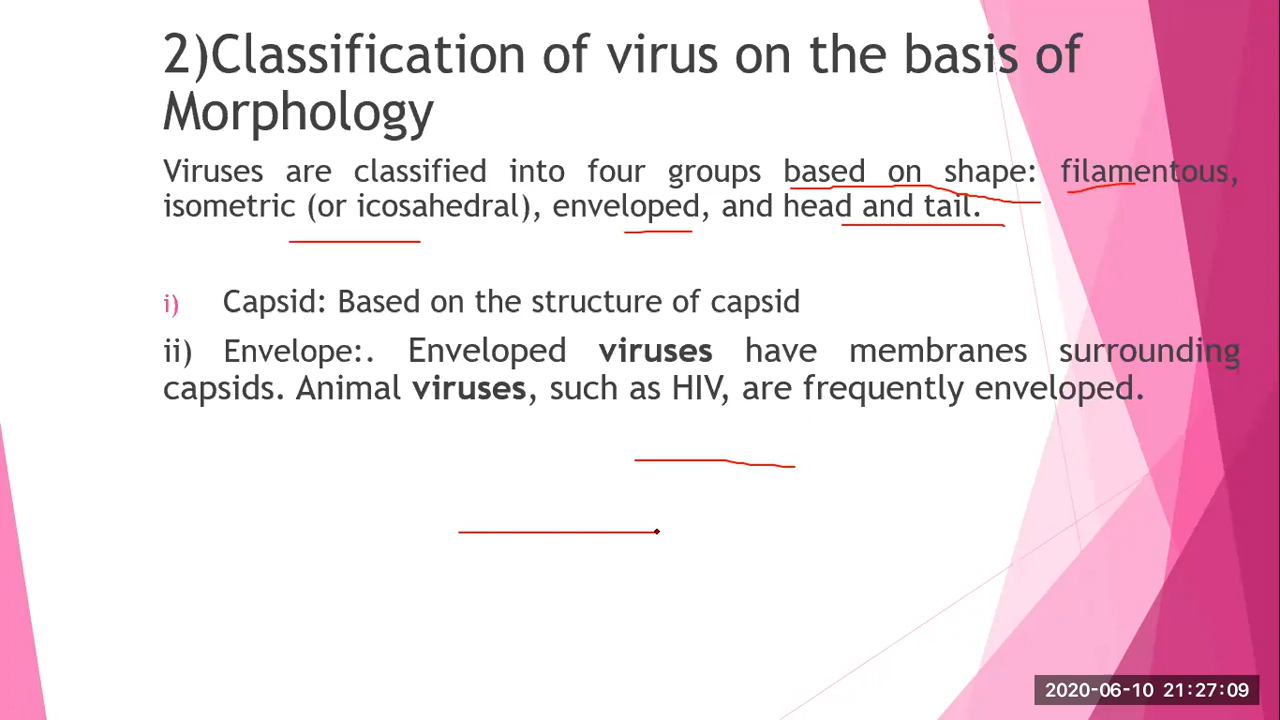 2)Classification of virus on the basis of
Morphology
Viruses are classified into four groups based on shape: filamentous,
isometric (or icosahedral), enveloped, and head and tail.
i) Capsid: Based on the structure of capsid
ii) Envelope:. Enveloped viruses have membranes surrounding
capsids. Animal viruses, such as HIV, are frequently enveloped.
2020-06-10 21:27:09